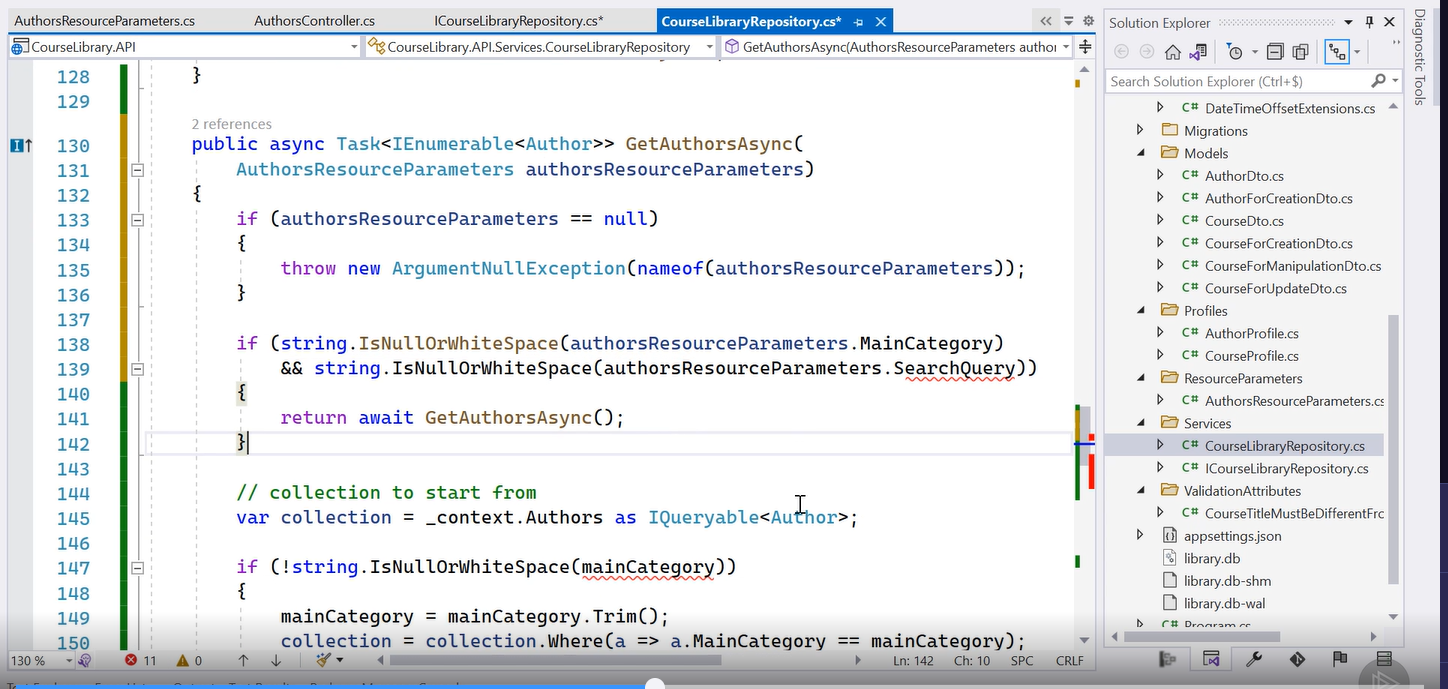 AuthorsResourceParameters.cs AuthorsController.cs ICourseLibraryRepository.cs* CourseLibraryRepository.cs*
CourseLibrary.API CourseLibrary.API.Services.CourseLibraryRepository GetAuthorsAsync(AuthorsResourceParameters author
128 }
129
2 references
130 public async Task<IEnumerable<Author>> GetAuthorsAsync(
131 AuthorsResourceParameters authorsResourceParameters)
132 {
133 if (authorsResourceParameters == null)
134 {
135 throw new ArgumentNullException(nameof(authorsResourceParameters));
136 }
137
138 if (string.IsNullOrWhiteSpace(authorsResourceParameters.MainCategory)
139 && string.IsNullOrWhiteSpace(authorsResourceParameters.SearchQuery))
140 {
141 return await GetAuthorsAsync();
142 }
143
144 // collection to start from
145 var collection = _context.Authors as IQueryable<Author>;
146
147 if (!string.IsNullOrWhiteSpace(mainCategory))
148 {
149 mainCategory = mainCategory.Trim();
150 collection = collection.Where(a => a.MainCategory == mainCategory);
130 % 11 0 Ln: 142 Ch: 10 SPC CRLF
Solution Explorer
Search Solution Explorer (Ctrl+$)
C# DateTimeOffsetExtensions.cs
Migrations
Models
C# AuthorDto.cs
C# AuthorForCreationDto.cs
C# CourseDto.cs
C# CourseForCreationDto.cs
C# CourseForManipulationDto.cs
C# CourseForUpdateDto.cs
Profiles
C# AuthorProfile.cs
C# CourseProfile.cs
ResourceParameters
C# AuthorsResourceParameters.cs
Services
C# CourseLibraryRepository.cs
C# ICourseLibraryRepository.cs
ValidationAttributes
C# CourseTitleMustBeDifferentFrc
appsettings.json
library.db
library.db-shm
library.db-wal
C# Program.cs
Diagnostic Tools